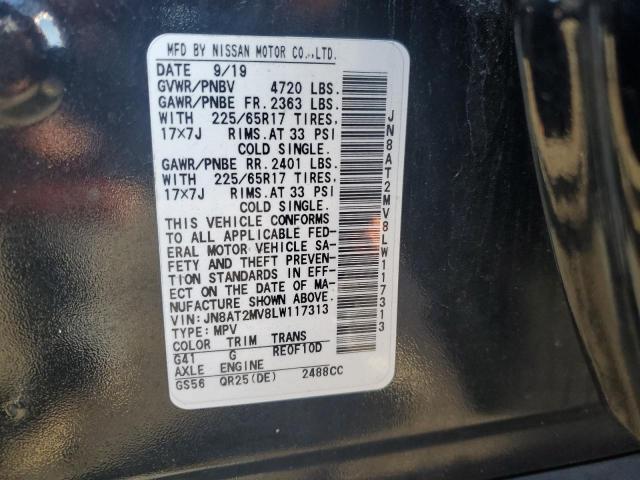 MFD BY NISSAN MOTOR CO.,LTD.
DATE 9/19
GVWR/PNBV 4720 LBS.
GAWR/PNBE FR.2363 LBS.
WITH 225/65R17 TIRES.
17×7J RIMS.AT 33 PSI
COLD SINGLE.
GAWR/PNBE RR.2401 LBS.
WITH 225/65R17 TIRES.
17×7J RIMS.AT 33 PSI
COLD SINGLE.
THIS VEHICLE CONFORMS
TO ALL APPLICABLE FED-
ERAL MOTOR VEHICLE SA-
FETY AND THEFT PREVEN-
TION STANDARDS IN EFF-
ECT ON THE DATE OF MA-
NUFACTURE SHOWN ABOVE.
VIN:JN8AT2MV8LW117313
TYPE:MPV
COLOR TRIM TRANS
G41 G RE0F10D
AXLE ENGINE
GS56 QR25(DE) 2488CC
JN8AT2MV8LW117313